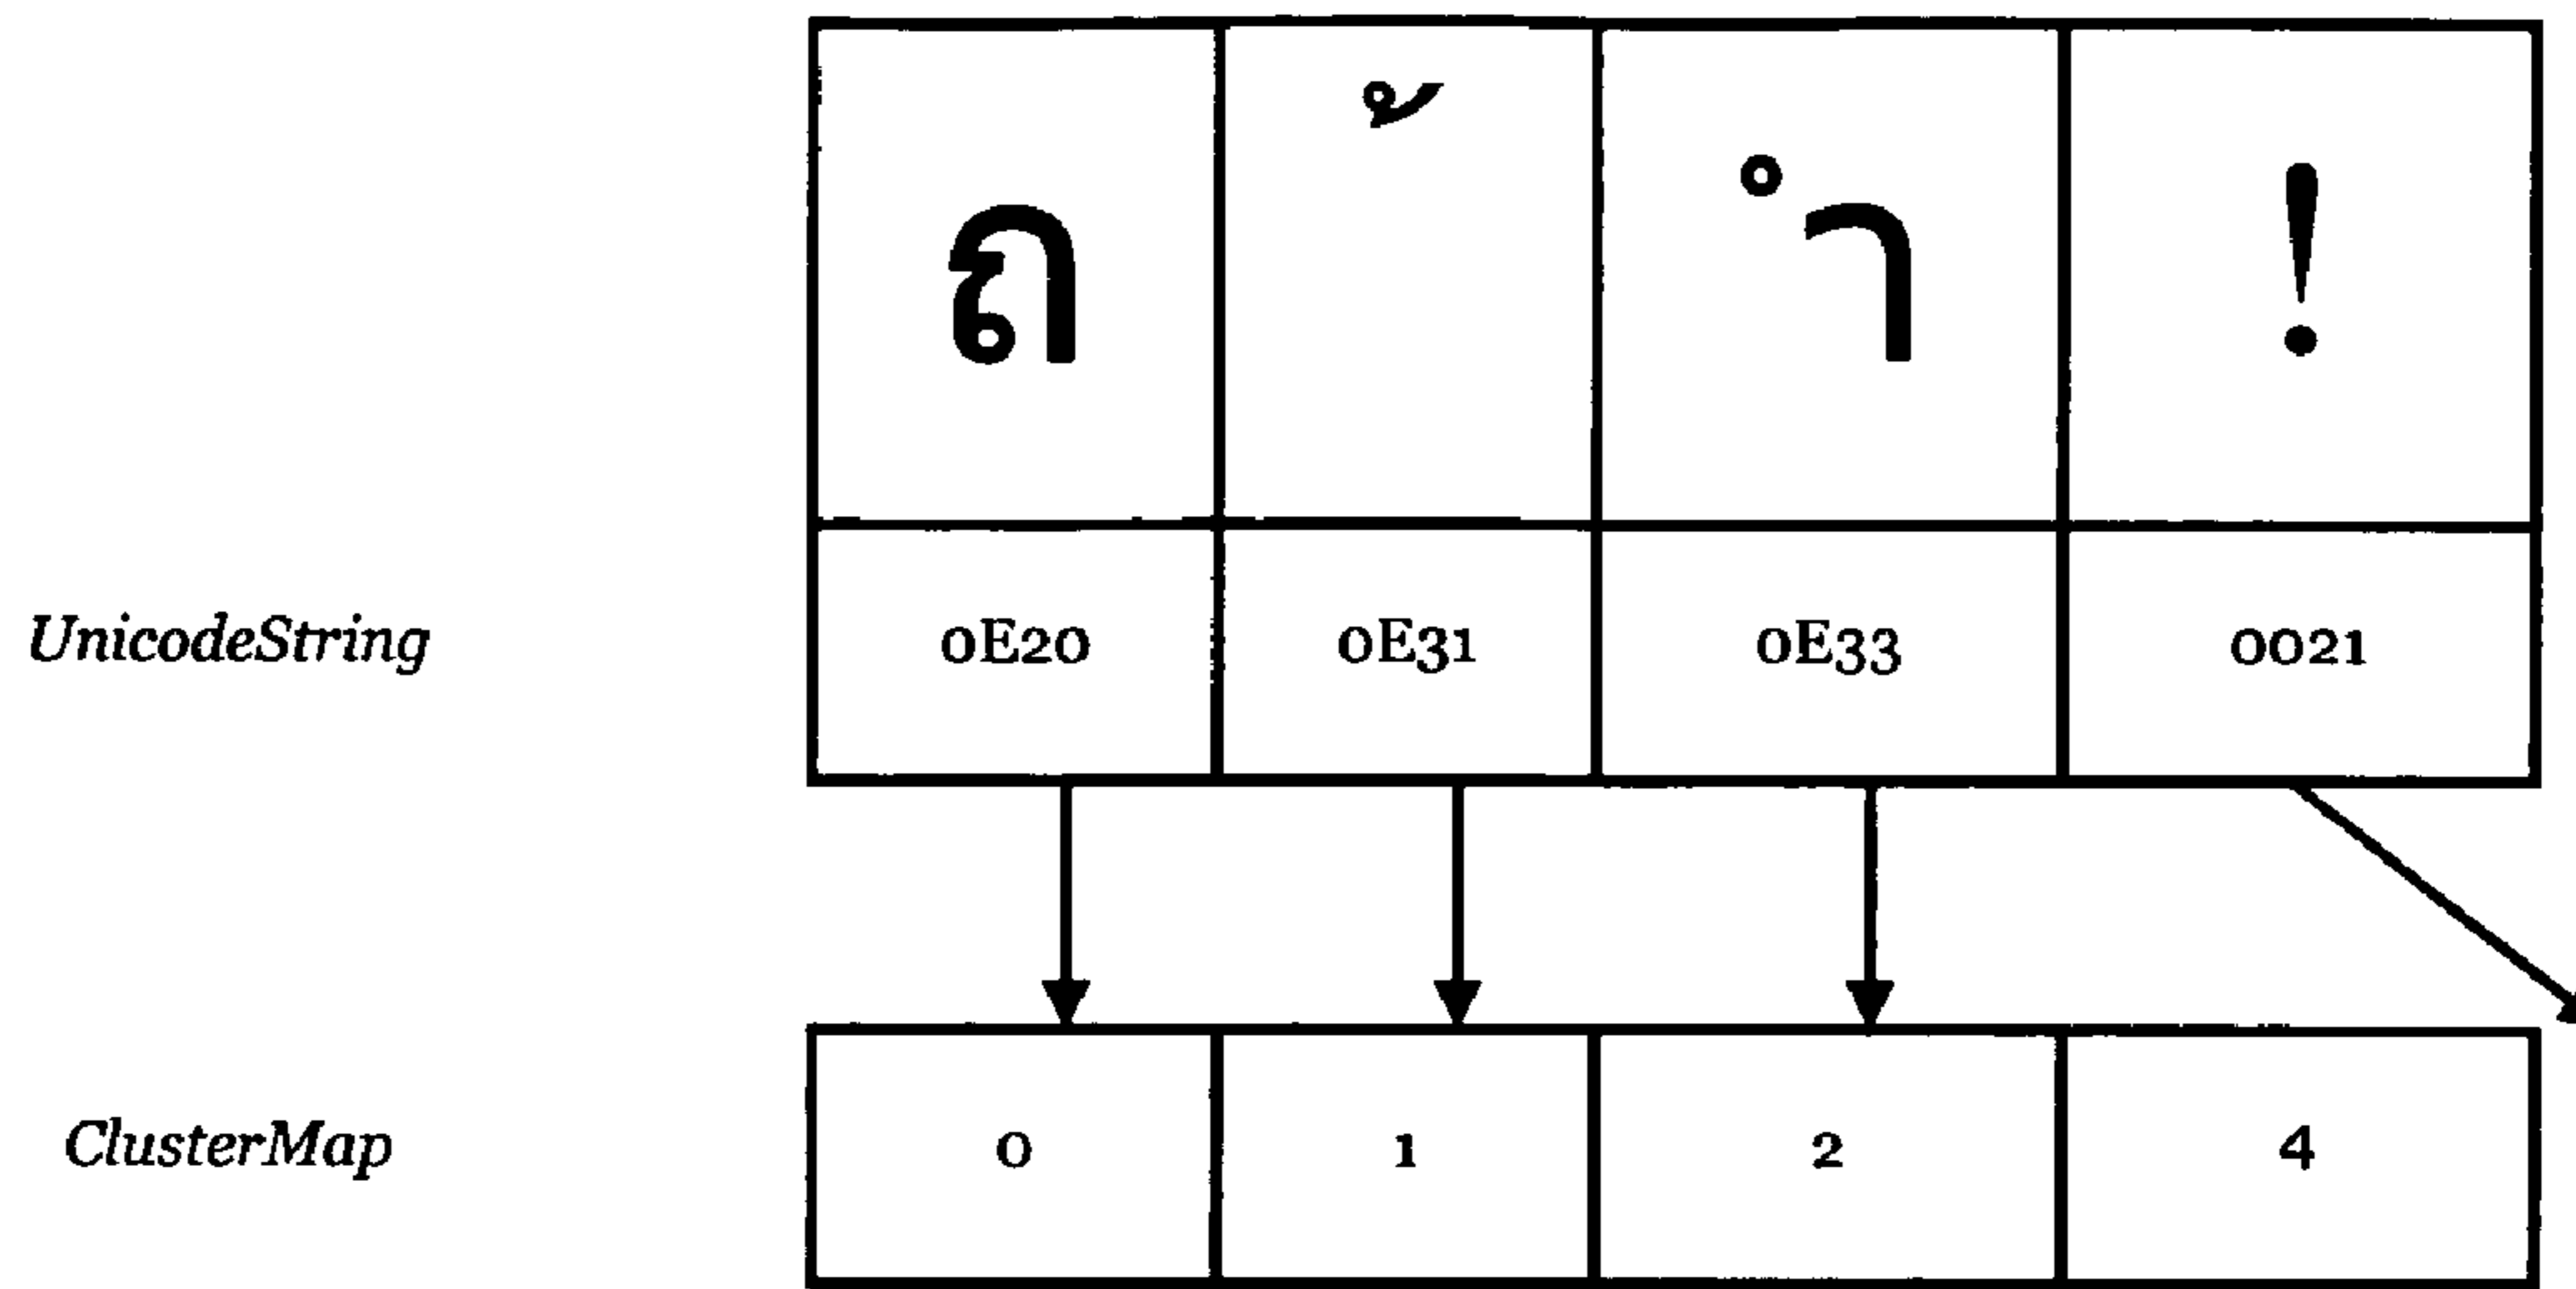 ถ ั ำ !
UnicodeString 0E20 0E31 0E33 0021
ClusterMap 0 1 2 4